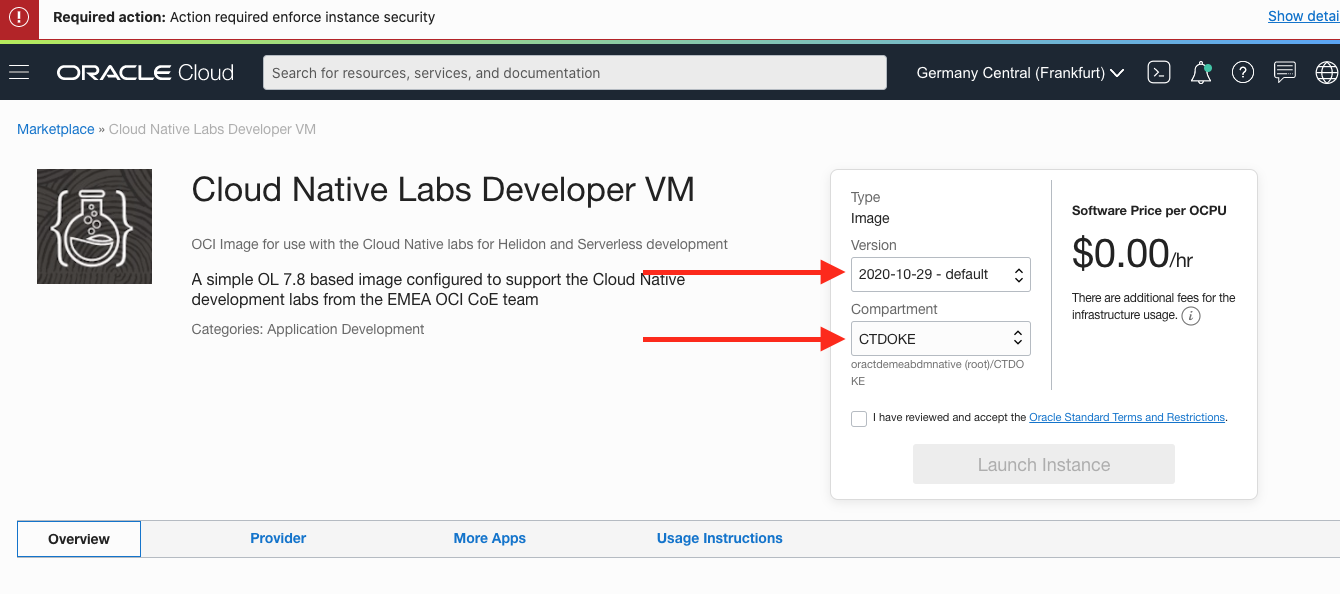 Required action: Action required enforce instance security
Show detai
ORACLE Cloud
Search for resources, services, and documentation
Germany Central (Frankfurt)
Marketplace » Cloud Native Labs Developer VM
Cloud Native Labs Developer VM
OCI Image for use with the Cloud Native labs for Helidon and Serverless development
A simple OL 7.8 based image configured to support the Cloud Native
development labs from the EMEA OCI CoE team
Categories: Application Development
Type
Image
Version
2020-10-29 - default
Compartment
CTDOKE
oractdemeabdmnative (root)/CTDO
KE
Software Price per OCPU
$0.00/hr
There are additional fees for the
infrastructure usage.
I have reviewed and accept the Oracle Standard Terms and Restrictions.
Launch Instance
Overview
Provider
More Apps
Usage Instructions